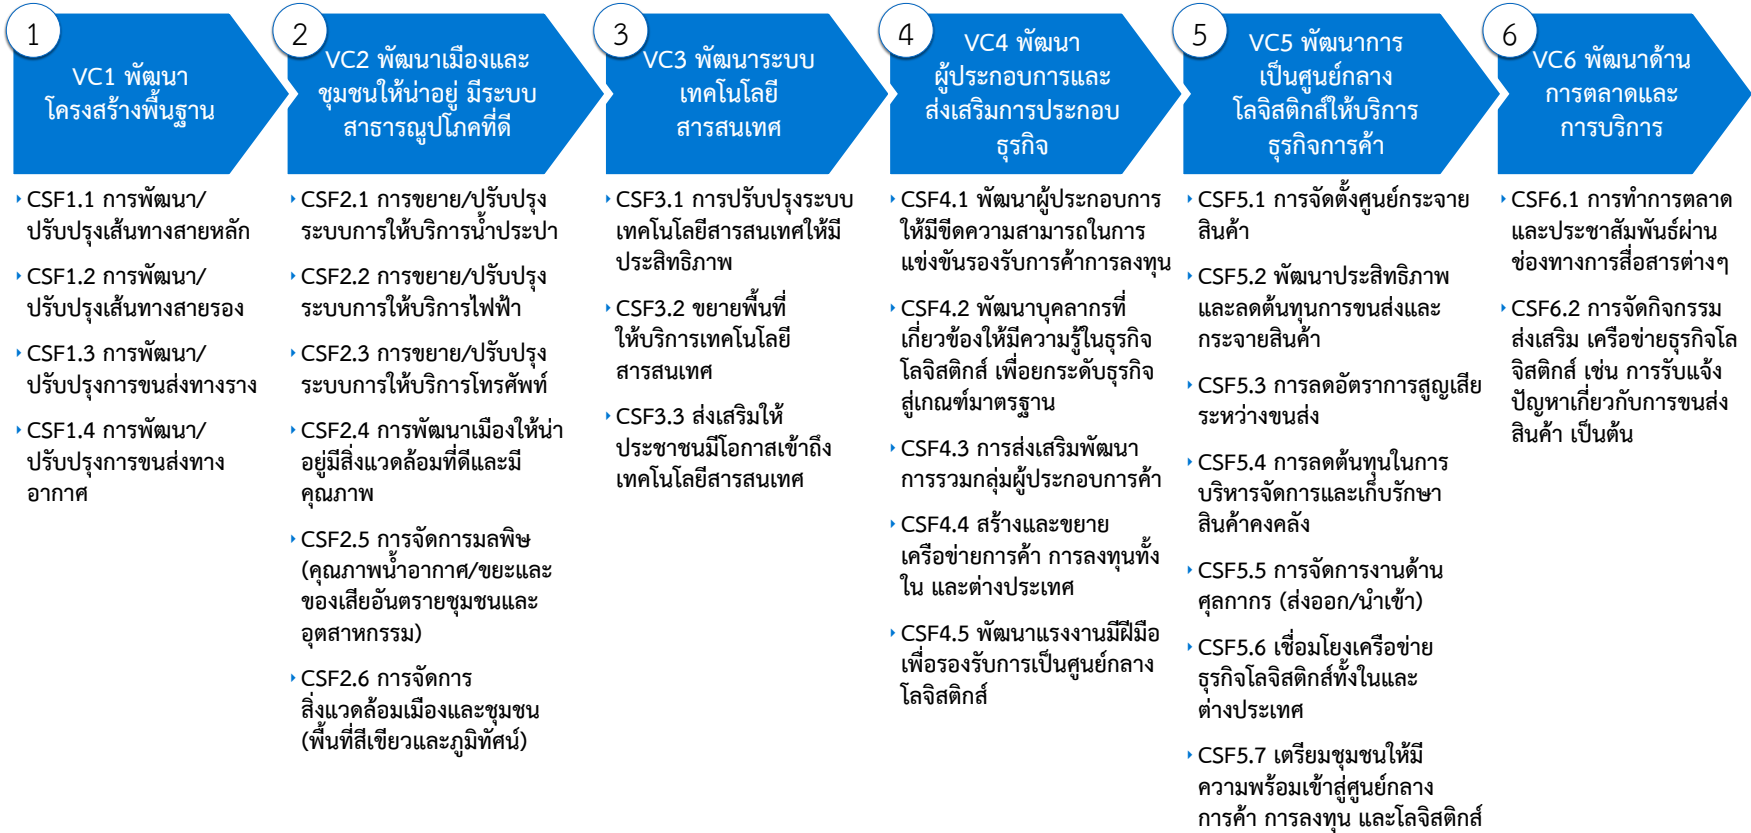 1
VC1 พัฒนา
โครงสร้างพื้นฐาน
CSF1.1 การพัฒนา/
ปรับปรุงเส้นทางสายหลัก
CSF1.2 การพัฒนา/
ปรับปรุงเส้นทางสายรอง
CSF1.3 การพัฒนา/
ปรับปรุงการขนส่งทางราง
CSF1.4 การพัฒนา/
ปรับปรุงการขนส่งทาง
อากาศ
2
VC2 พัฒนาเมืองและ
ชุมชนให้น่าอยู่ มีระบบ
สาธารณูปโภคที่ดี
CSF2.1 การขยาย/ปรับปรุง
ระบบการให้บริการน้ำประปา
CSF2.2 การขยาย/ปรับปรุง
ระบบการให้บริการไฟฟ้า
CSF2.3 การขยาย/ปรับปรุง
ระบบการให้บริการโทรศัพท์
CSF2.4 การพัฒนาเมืองให้น่า
อยู่มีสิ่งแวดล้อมที่ดีและมี
คุณภาพ
CSF2.5 การจัดการมลพิษ
(คุณภาพน้ำอากาศ/ขยะและ
ของเสียอันตรายชุมชนและ
อุตสาหกรรม)
CSF2.6 การจัดการ
สิ่งแวดล้อมเมืองและชุมชน
(พื้นที่สีเขียวและภูมิทัศน์)
3
VC3 พัฒนาระบบ
เทคโนโลยี
สารสนเทศ
CSF3.1 การปรับปรุงระบบ
เทคโนโลยีสารสนเทศให้มี
ประสิทธิภาพ
CSF3.2 ขยายพื้นที่
ให้บริการเทคโนโลยี
สารสนเทศ
CSF3.3 ส่งเสริมให้
ประชาชนมีโอกาสเข้าถึง
เทคโนโลยีสารสนเทศ
4
VC4 พัฒนา
ผู้ประกอบการและ
ส่งเสริมการประกอบ
ธุรกิจ
CSF4.1 พัฒนาผู้ประกอบการ
ให้มีขีดความสามารถในการ
แข่งขันรองรับการค้าการลงทุน
CSF4.2 พัฒนาบุคลากรที่
เกี่ยวข้องให้มีความรู้ในธุรกิจ
โลจิสติกส์ เพื่อยกระดับธุรกิจ
สู่เกณฑ์มาตรฐาน
CSF4.3 การส่งเสริมพัฒนา
การรวมกลุ่มผู้ประกอบการค้า
CSF4.4 สร้างและขยาย
เครือข่ายการค้า การลงทุนทั้ง
ใน และต่างประเทศ
CSF4.5 พัฒนาแรงงานมีฝีมือ
เพื่อรองรับการเป็นศูนย์กลาง
โลจิสติกส์
5
VC5 พัฒนาการ
เป็นศูนย์กลาง
โลจิสติกส์ให้บริการ
ธุรกิจการค้า
CSF5.1 การจัดตั้งศูนย์กระจาย
สินค้า
CSF5.2 พัฒนาประสิทธิภาพ
และลดต้นทุนการขนส่งและ
กระจายสินค้า
CSF5.3 การลดอัตราการสูญเสีย
ระหว่างขนส่ง
CSF5.4 การลดต้นทุนในการ
บริหารจัดการและเก็บรักษา
สินค้าคงคลัง
CSF5.5 การจัดการงานด้าน
ศุลกากร (ส่งออก/นำเข้า)
CSF5.6 เชื่อมโยงเครือข่าย
ธุรกิจโลจิสติกส์ทั้งในและ
ต่างประเทศ
CSF5.7 เตรียมชุมชนให้มี
ความพร้อมเข้าสู่ศูนย์กลาง
การค้า การลงทุน และโลจิสติกส์
6
VC6 พัฒนาด้าน
การตลาดและ
การบริการ
CSF6.1 การทำการตลาด
และประชาสัมพันธ์ผ่าน
ช่องทางการสื่อสารต่างๆ
CSF6.2 การจัดกิจกรรม
ส่งเสริม เครือข่ายธุรกิจโล
จิสติกส์ เช่น การรับแจ้ง
ปัญหาเกี่ยวกับการขนส่ง
สินค้า เป็นต้น